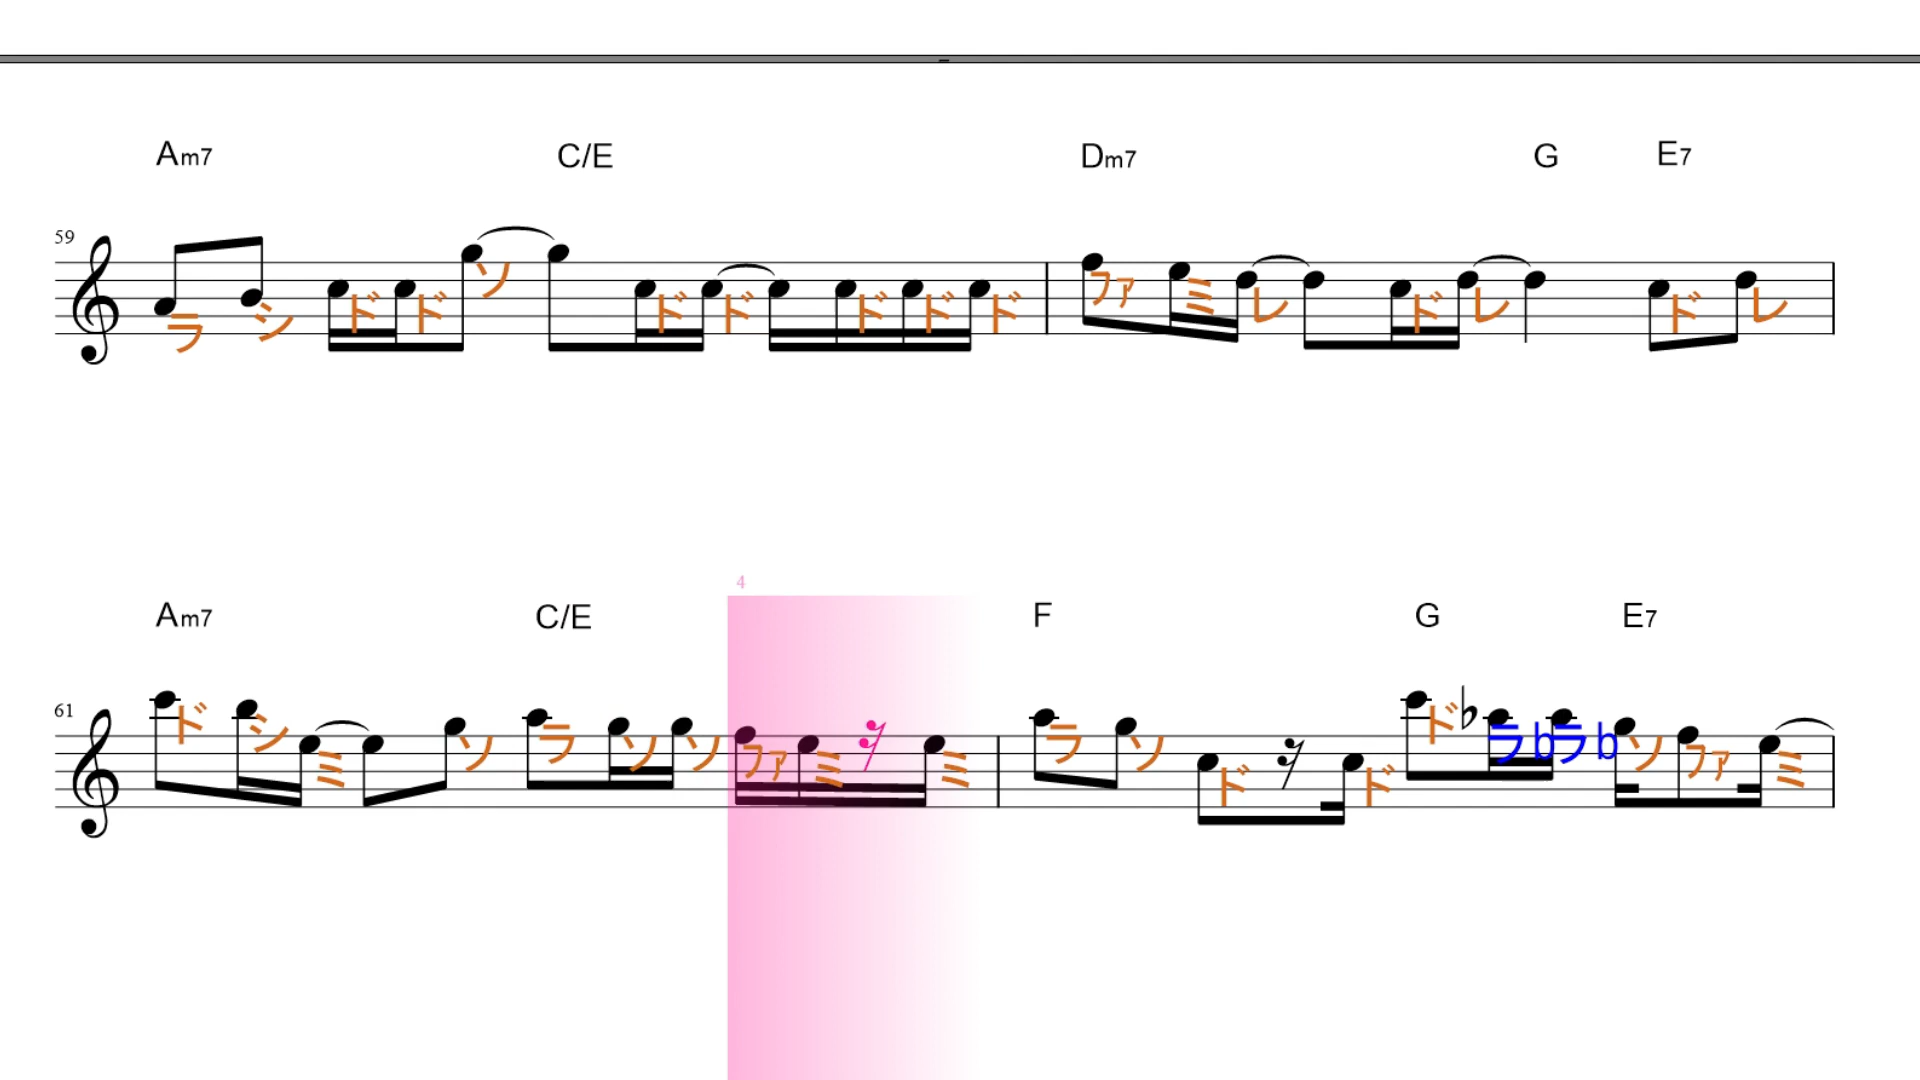 Am7 C/E Dm7 G E7
59
ラ シ ド ド ソ ド ド ド ド ド ファ ミ レ ド レ ド レ
4
Am7 C/E F G E7
61
ド シ ミ ソ ラ ソ ソ ファ ミ ミ ラ ソ ド ド ド ラb ラb ソ ファ ミ